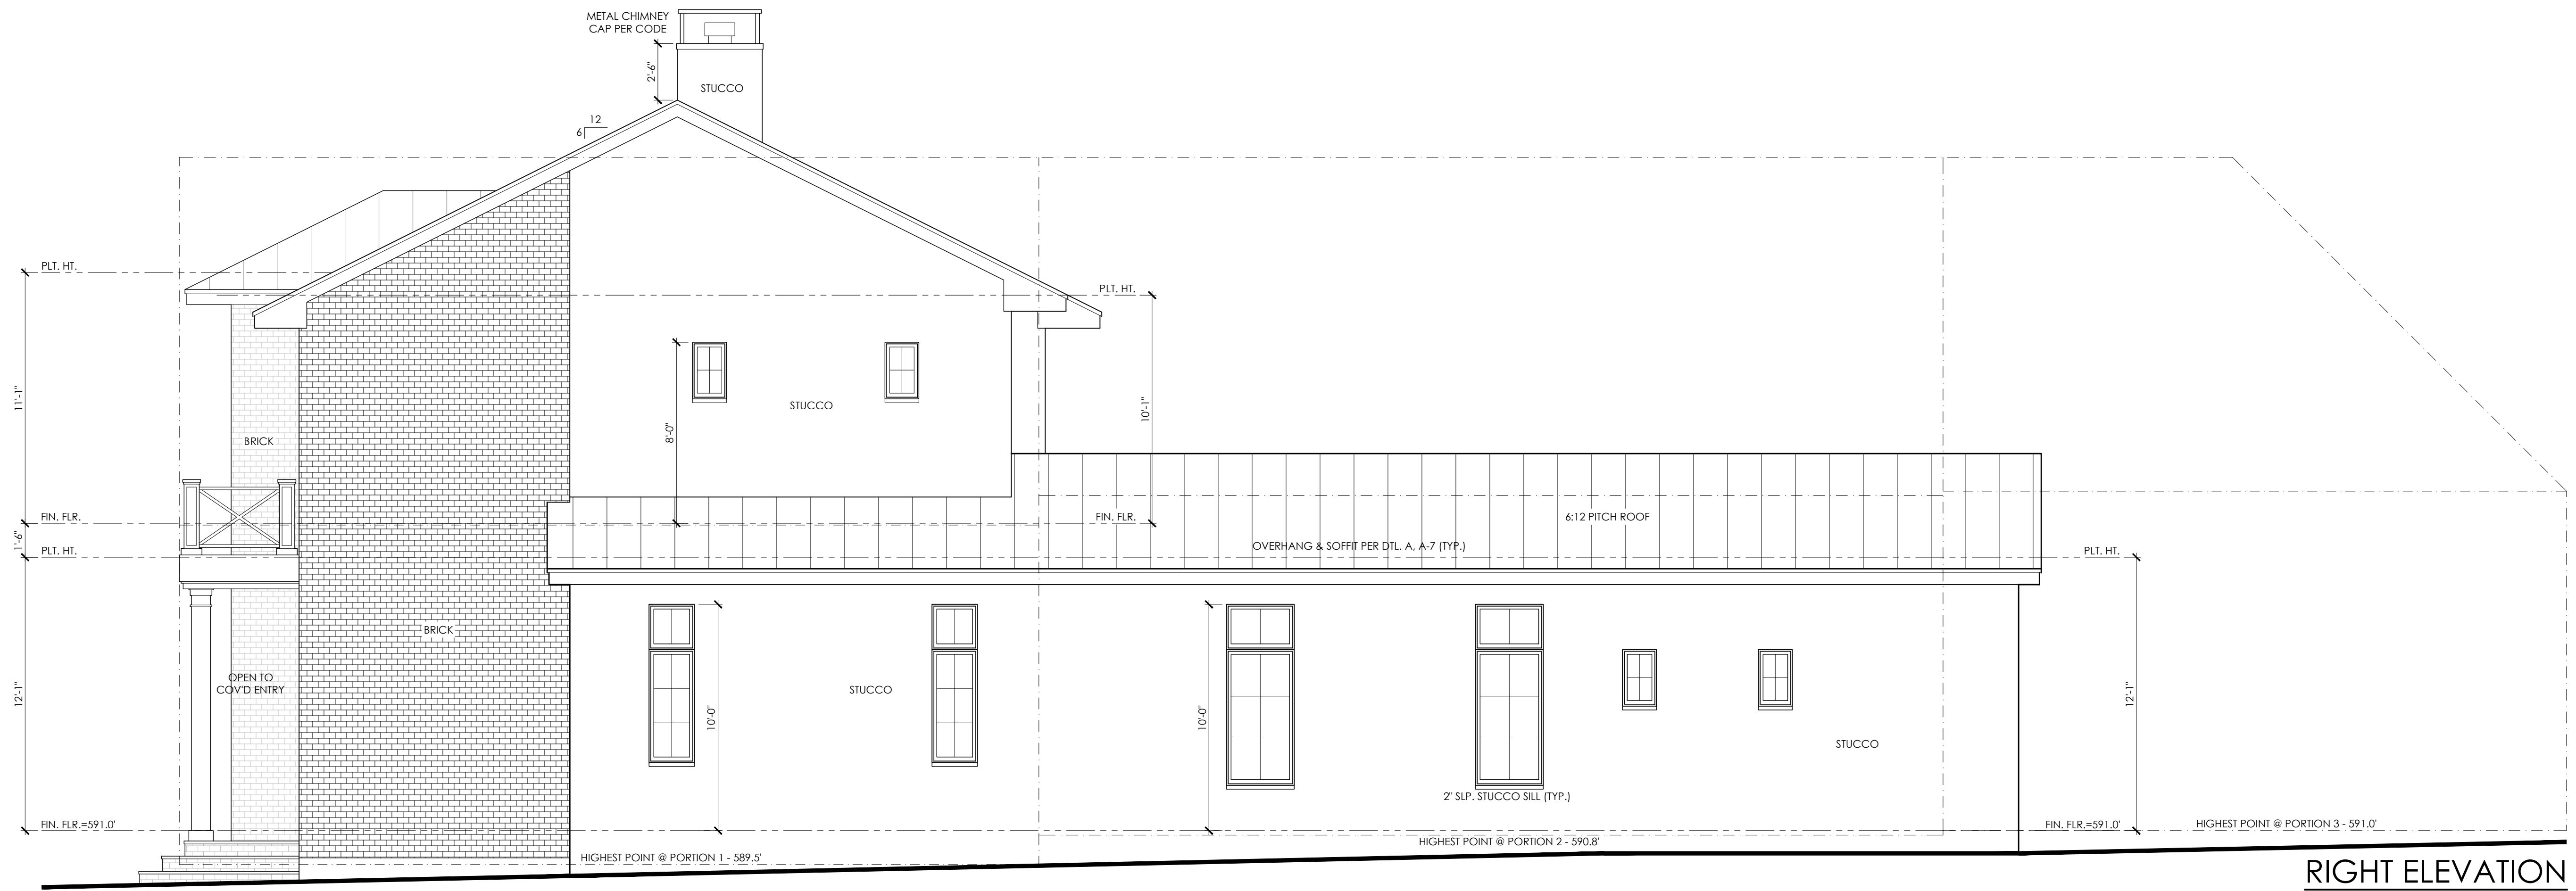 METAL CHIMNEY
CAP PER CODE
2'-6"
STUCCO
12
6
PLT. HT.
PLT. HT.
11'-1"
8'-0"
STUCCO
10'-1"
BRICK
FIN. FLR.
FIN. FLR.
6:12 PITCH ROOF
1'-6"
PLT. HT.
OVERHANG & SOFFIT PER DTL. A, A-7 (TYP.)
PLT. HT.
BRICK
OPEN TO
COV'D ENTRY
STUCCO
12'-1"
10'-0"
10'-0"
12'-1"
STUCCO
2" SLP. STUCCO SILL (TYP.)
FIN. FLR.=591.0'
FIN. FLR.=591.0'
HIGHEST POINT @ PORTION 3 - 591.0'
HIGHEST POINT @ PORTION 2 - 590.8'
HIGHEST POINT @ PORTION 1 - 589.5'
RIGHT ELEVATION